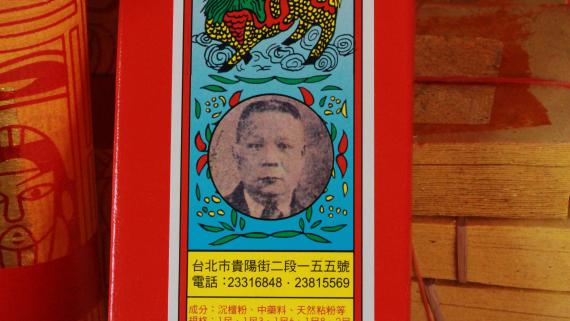 台北市貴陽街二段一五五號
電話:23316848·23815569
成分:沉檀粉、中藥料、天然粘粉等